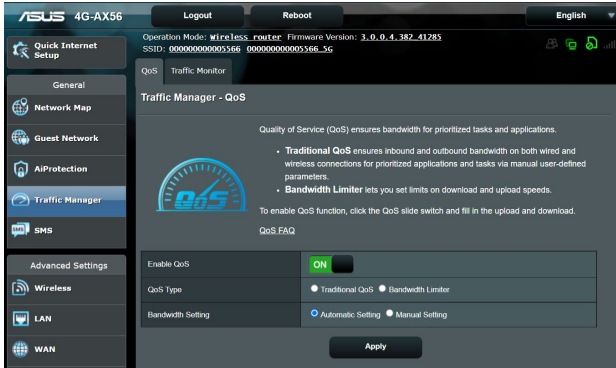 ASUS 4G-AX56 Logout Reboot English
Quick Internet Setup
Operation Mode: Wireless router Firmware Version: 3.0.0.4.382_41285
SSID: 000000000005566 000000000005566_5G
General
Network Map
Guest Network
AiProtection
Traffic Manager
SMS
SMS
Advanced Settings
Wireless
LAN
WAN
QoS Traffic Monitor
Traffic Manager - QoS
QoS
Quality of Service (QoS) ensures bandwidth for prioritized tasks and applications.
• Traditional QoS ensures inbound and outbound bandwidth on both wired and
wireless connections for prioritized applications and tasks via manual user-defined
parameters.
• Bandwidth Limiter lets you set limits on download and upload speeds.
To enable QoS function, click the QoS slide switch and fill in the upload and download.
QoS FAQ
Enable QoS ON
QoS Type Traditional QoS Bandwidth Limiter
Bandwidth Setting Automatic Setting Manual Setting
Apply